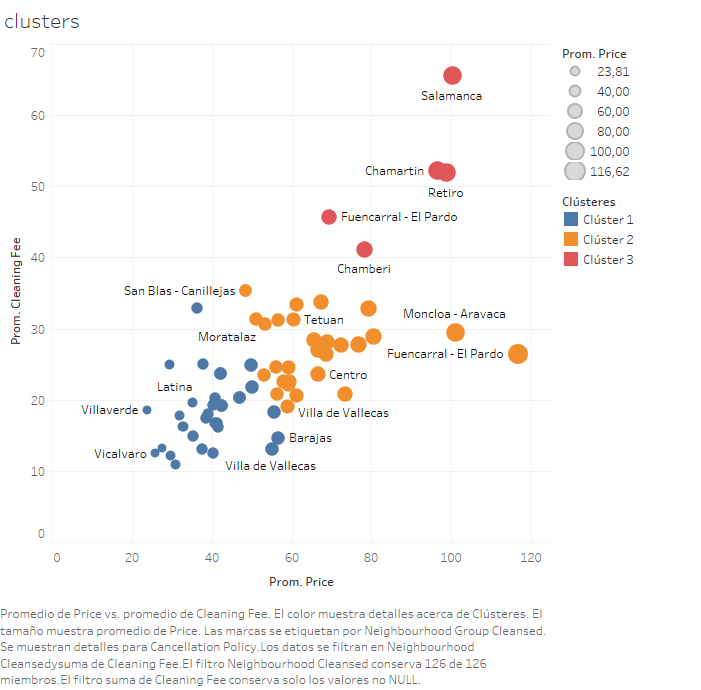 clusters
70
60
50
40
30
20
10
0
Prom. Cleaning Fee
Salamanca
Chamartin
Retiro
Fuencarral - El Pardo
Chamberi
San Blas - Canillejas
Tetuan
Moncloa - Aravaca
Moratalaz
Fuencarral - El Pardo
Centro
Latina
Villaverde
Villa de Vallecas
Barajas
Vicalvaro
Villa de Vallecas
0 20 40 60 80 100 120
Prom. Price
Prom. Price
23,81
40,00
60,00
80,00
100,00
116,62
Clústeres
Clúster 1
Clúster 2
Clúster 3
Promedio de Price vs. promedio de Cleaning Fee. El color muestra detalles acerca de Clústeres. El
tamaño muestra promedio de Price. Las marcas se etiquetan por Neighbourhood Group Cleansed.
Se muestran detalles para Cancellation Policy.Los datos se filtran en Neighbourhood
Cleansedysuma de Cleaning Fee.El filtro Neighbourhood Cleansed conserva 126 de 126
miembros.El filtro suma de Cleaning Fee conserva solo los valores no NULL.